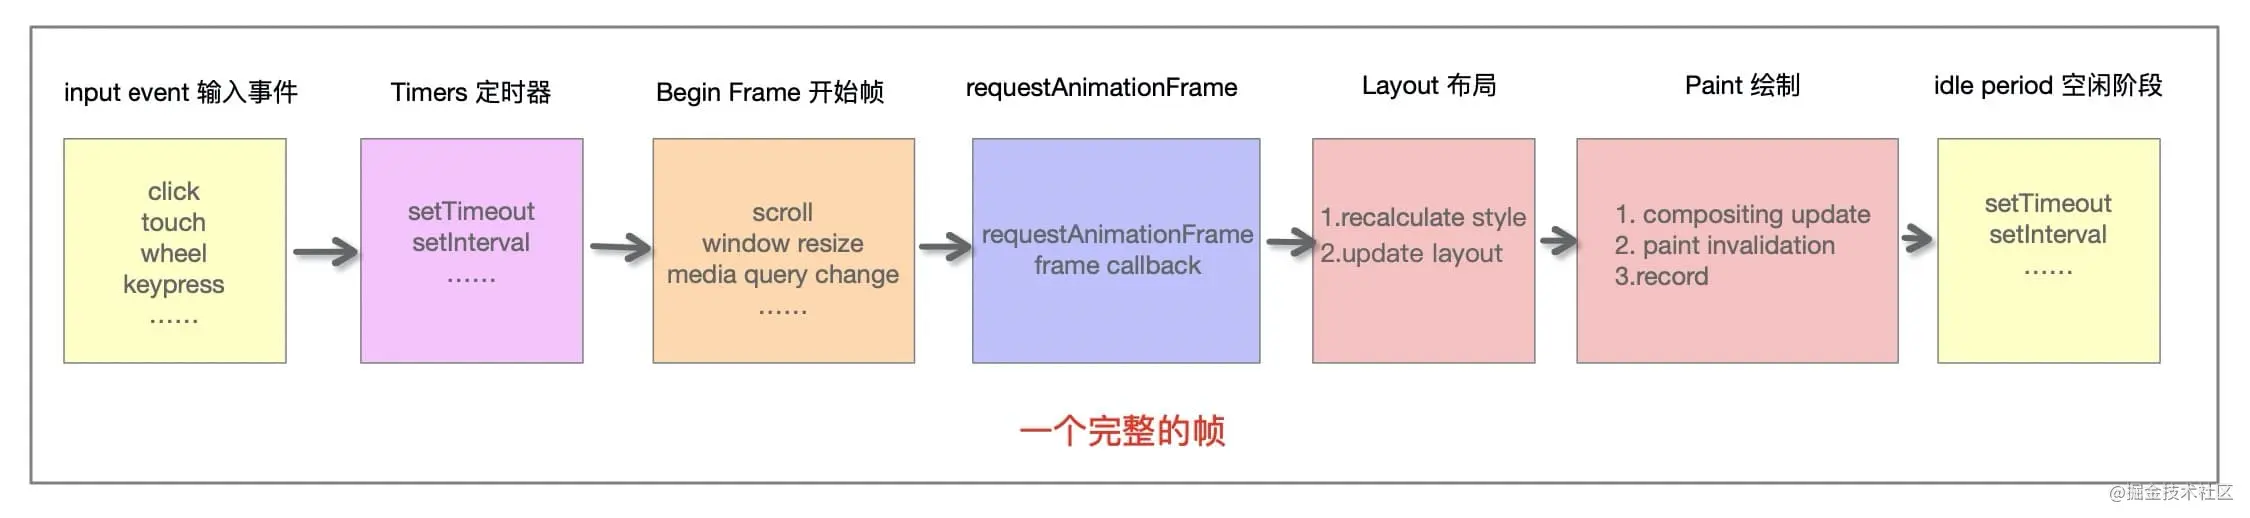 input event 输入事件
click
touch
wheel
keypress
……
Timers 定时器
setTimeout
setInterval
……
Begin Frame 开始帧
scroll
window resize
media query change
……
requestAnimationFrame
requestAnimationFrame
frame callback
Layout 布局
1.recalculate style
2.update layout
Paint 绘制
1. compositing update
2. paint invalidation
3.record
idle period 空闲阶段
setTimeout
setInterval
……
一个完整的帧
@掘金技术社区